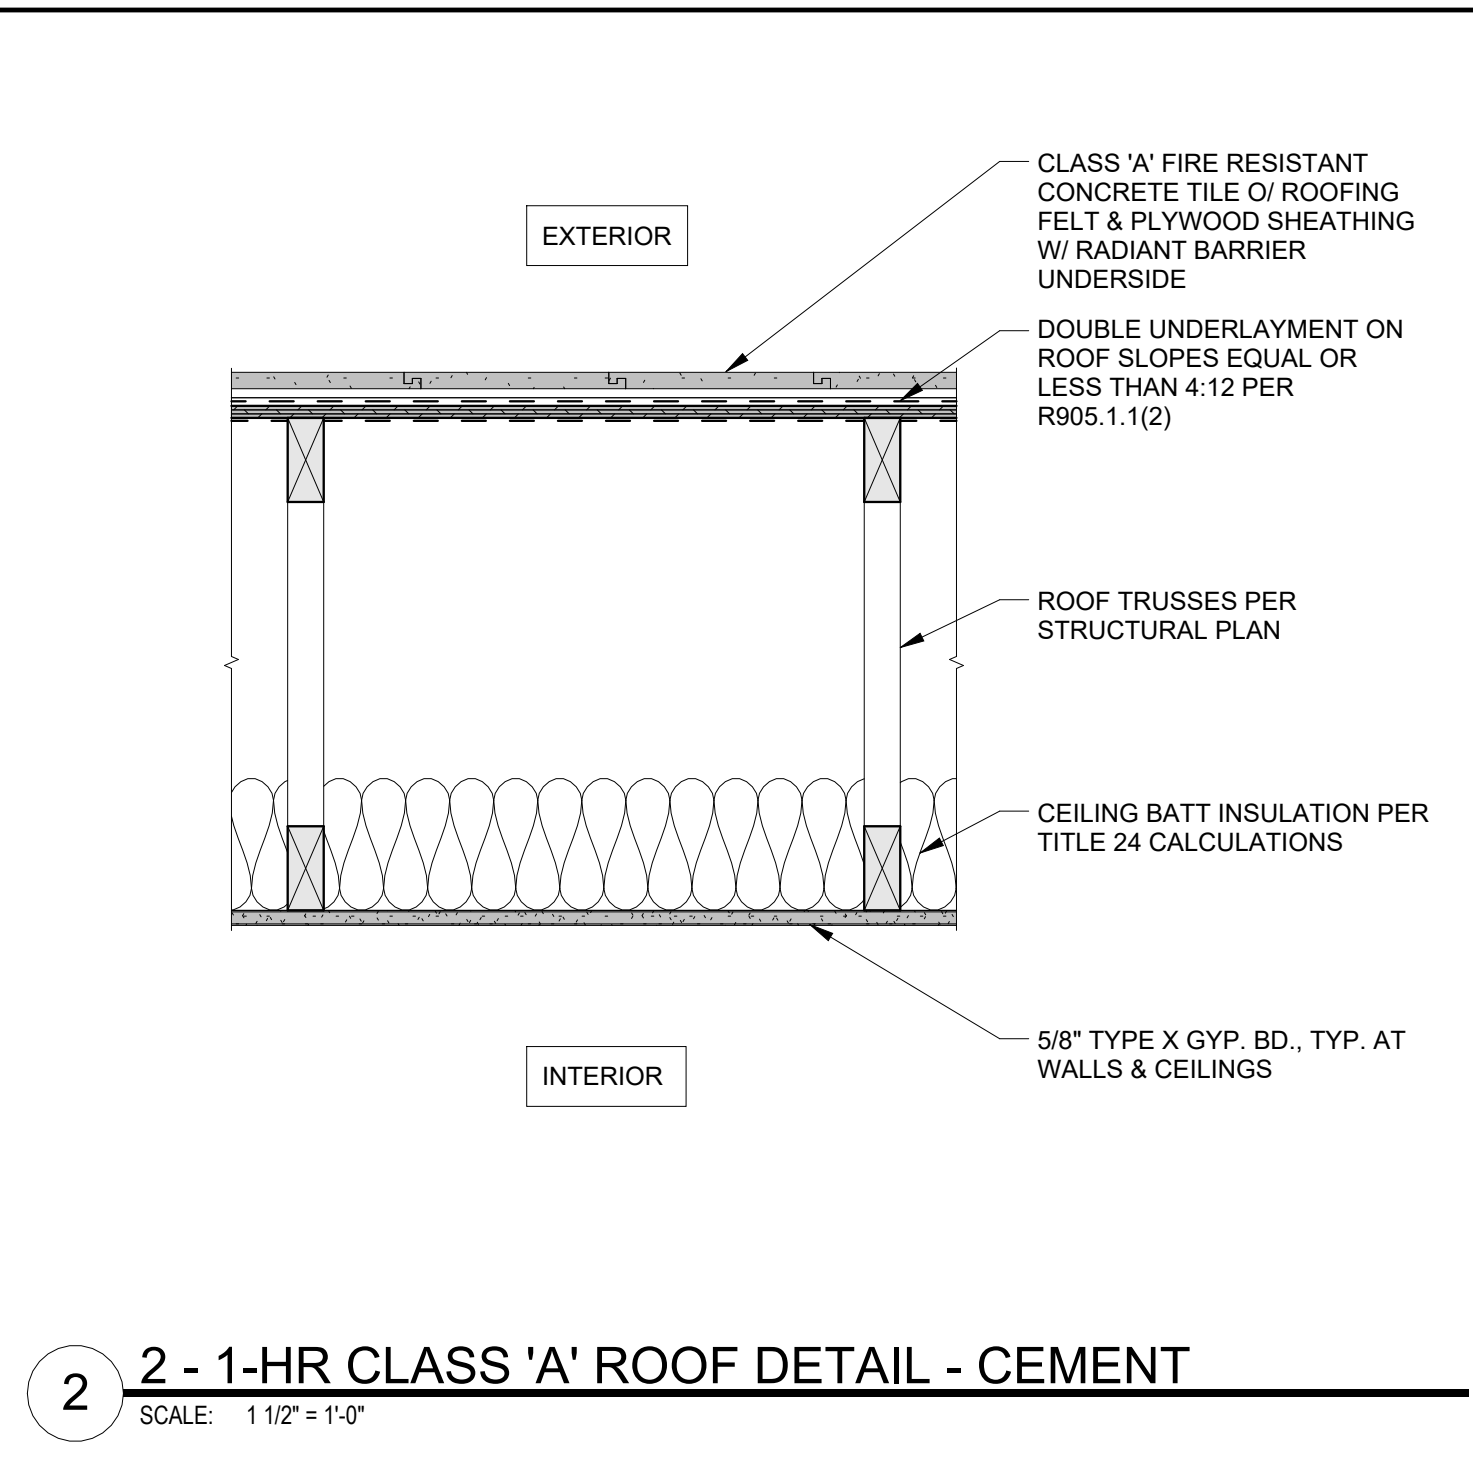 CLASS 'A' FIRE RESISTANT
CONCRETE TILE O/ ROOFING
FELT & PLYWOOD SHEATHING
W/ RADIANT BARRIER
UNDERSIDE
EXTERIOR
DOUBLE UNDERLAYMENT ON
ROOF SLOPES EQUAL OR
LESS THAN 4:12 PER
R905.1.1(2)
ROOF TRUSSES PER
STRUCTURAL PLAN
CEILING BATT INSULATION PER
TITLE 24 CALCULATIONS
5/8" TYPE X GYP. BD., TYP. AT
WALLS & CEILINGS
INTERIOR
2
2 - 1-HR CLASS 'A' ROOF DETAIL - CEMENT
SCALE: 1 1/2" = 1'-0"